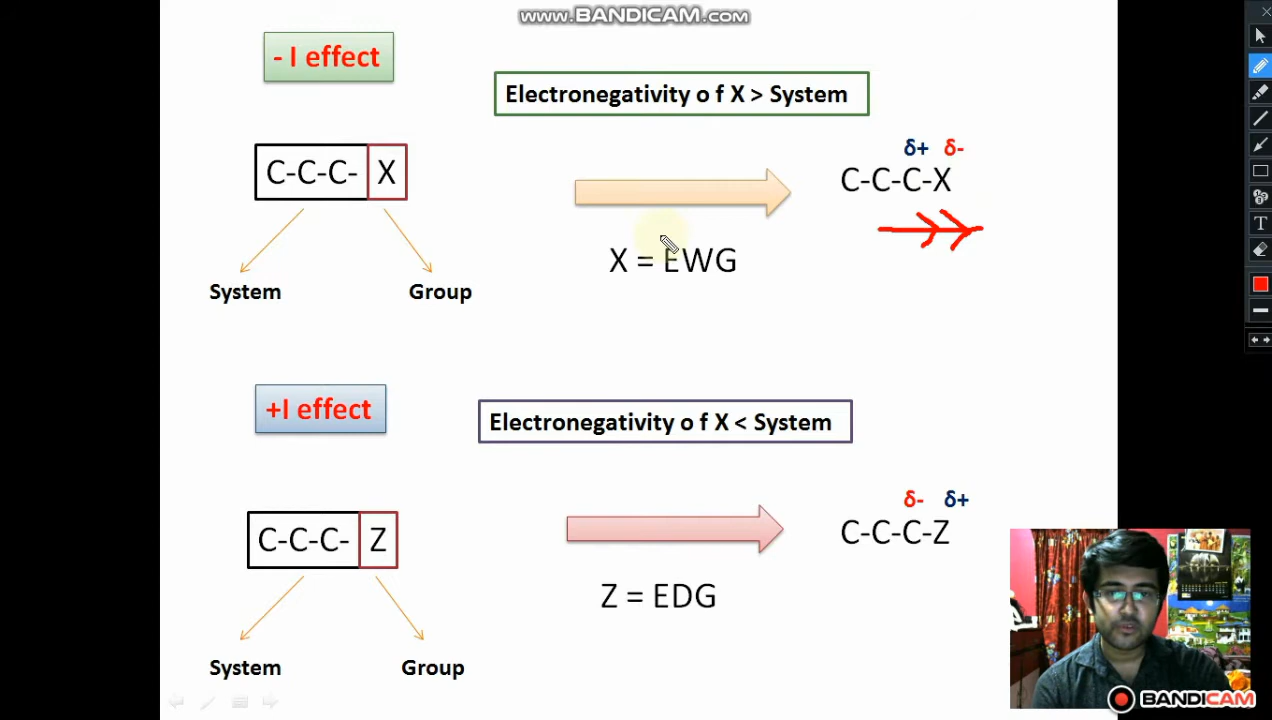 www.BANDICAM.com
- I effect
Electronegativity o f X > System
C-C-C- X
δ+ δ-
C-C-C-X
X = EWG
System Group
+I effect
Electronegativity o f X < System
C-C-C- Z
δ- δ+
C-C-C-Z
Z = EDG
System Group
BANDICAM